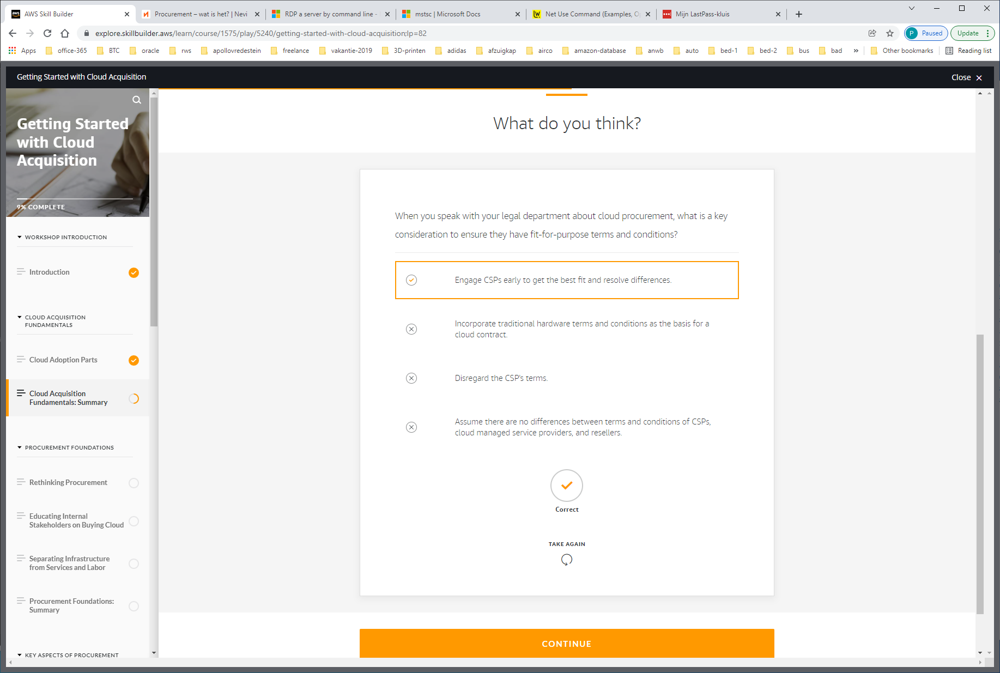 aws AWS Skill Builder
Procurement – wat is het? | Nevi
RDP a server by command line -
mstsc | Microsoft Docs
Net Use Command (Examples, O
Mijn LastPass-kluis
explore.skillbuilder.aws/learn/course/1575/play/5240/getting-started-with-cloud-acquisition;lp=82
P Paused
Update
Apps
office-365
BTC
oracle
rws
apollovredestein
freelance
vakantie-2019
3D-printen
adidas
afzuigkap
airco
amazon-database
anwb
auto
bed-1
bed-2
bus
bad
»
Other bookmarks
Reading list
Getting Started with Cloud Acquisition
Close
Getting Started
with Cloud
Acquisition
9% COMPLETE
WORKSHOP INTRODUCTION
Introduction
CLOUD ACQUISITION
FUNDAMENTALS
Cloud Adoption Parts
Cloud Acquisition
Fundamentals: Summary
PROCUREMENT FOUNDATIONS
Rethinking Procurement
Educating Internal
Stakeholders on Buying Cloud
Separating Infrastructure
from Services and Labor
Procurement Foundations:
Summary
KEY ASPECTS OF PROCUREMENT
What do you think?
When you speak with your legal department about cloud procurement, what is a key
consideration to ensure they have fit-for-purpose terms and conditions?
Engage CSPs early to get the best fit and resolve differences.
Incorporate traditional hardware terms and conditions as the basis for a
cloud contract.
Disregard the CSP's terms.
Assume there are no differences between terms and conditions of CSPs,
cloud managed service providers, and resellers.
Correct
TAKE AGAIN
CONTINUE